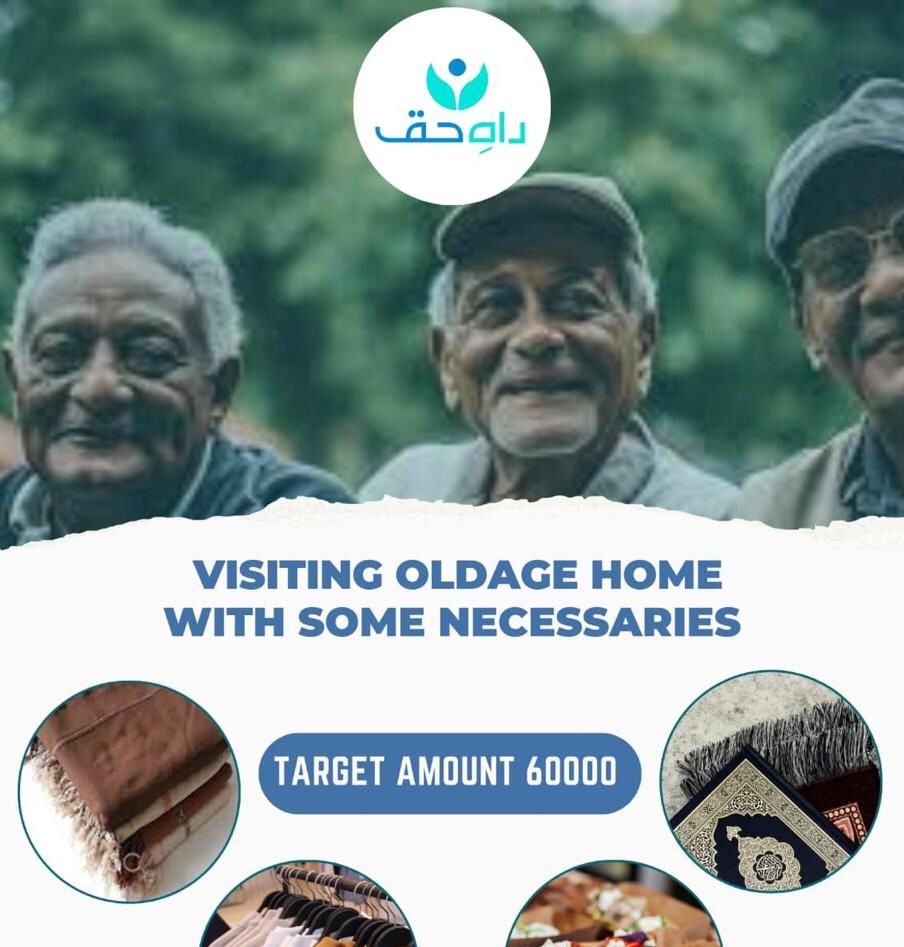 راہِ حق
VISITING OLDAGE HOME
WITH SOME NECESSARIES
TARGET AMOUNT 60000